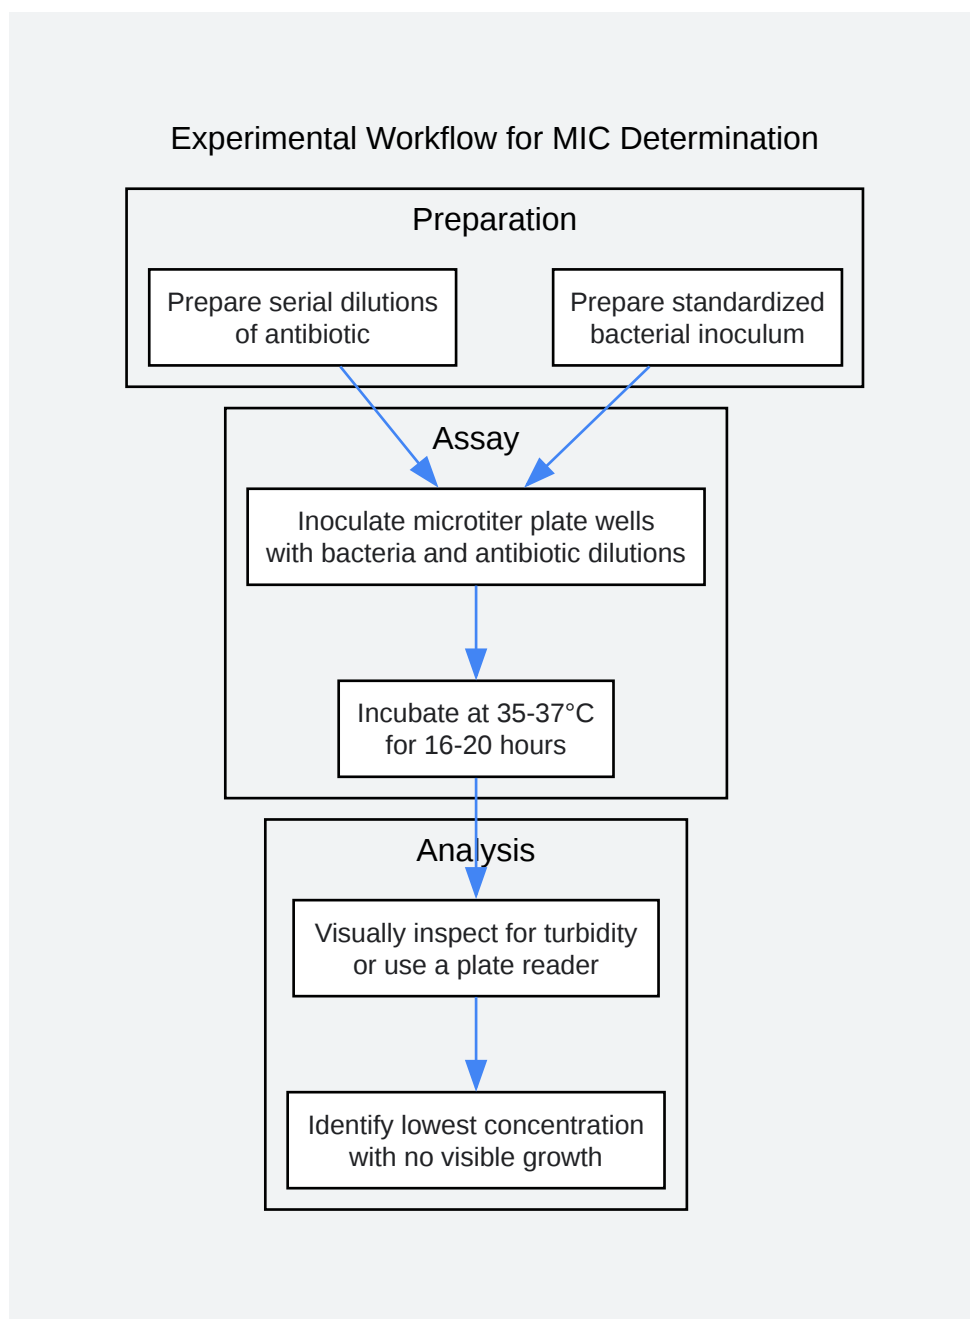 Experimental Workflow for MIC Determination
Preparation
Prepare serial dilutions
of antibiotic
Prepare standardized
bacterial inoculum
Assay
Inoculate microtiter plate wells
with bacteria and antibiotic dilutions
Incubate at 35-37°C
for 16-20 hours
Analysis
Visually inspect for turbidity
or use a plate reader
Identify lowest concentration
with no visible growth